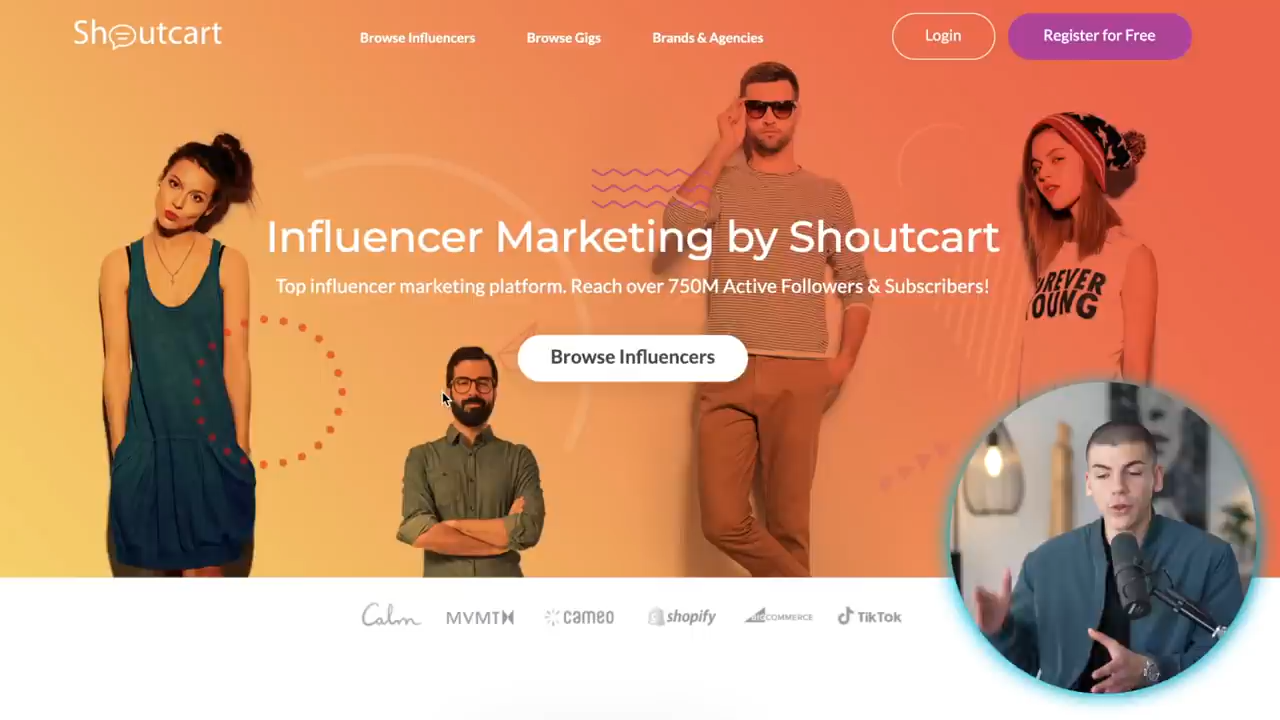 Shoutcart
Browse Influencers
Browse Gigs
Brands & Agencies
Login
Register for Free
Influencer Marketing by Shoutcart
Top influencer marketing platform. Reach over 750M Active Followers & Subscribers!
Browse Influencers
FOREVER
YOUNG
Calm
MVMT
cameo
shopify
BIGCOMMERCE
TikTok